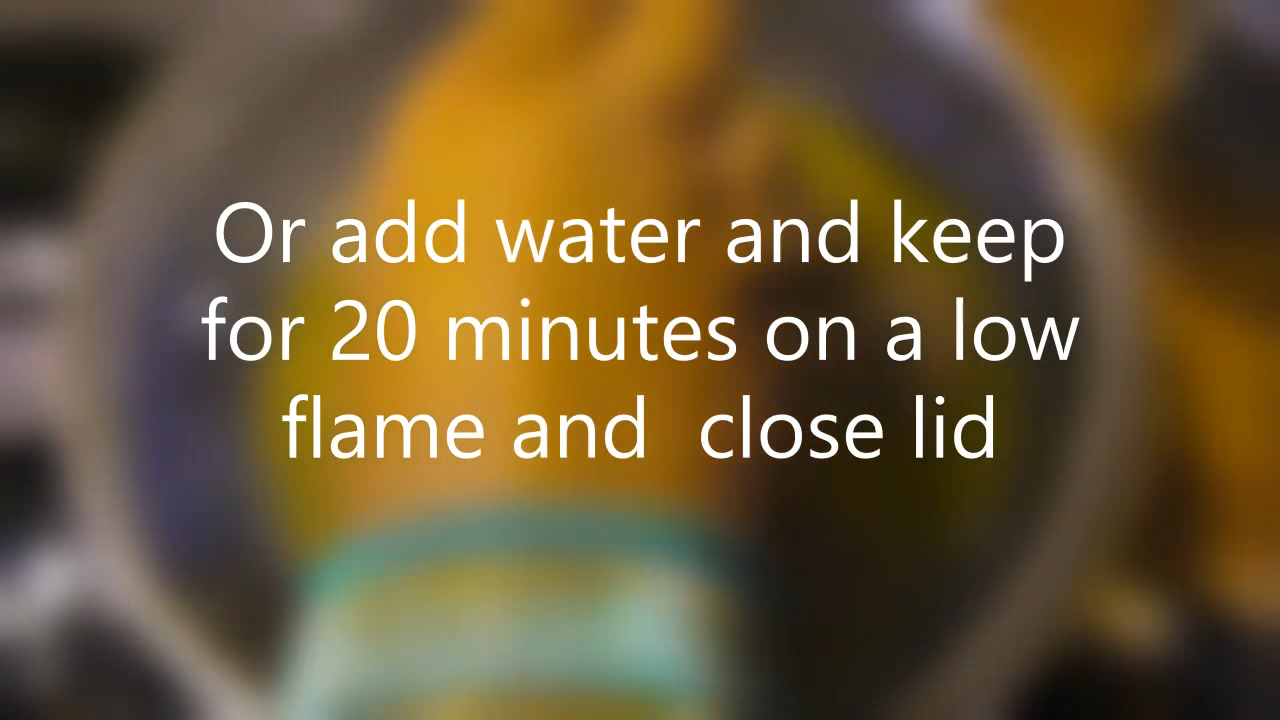 Or add water and keep
for 20 minutes on a low
flame and  close lid